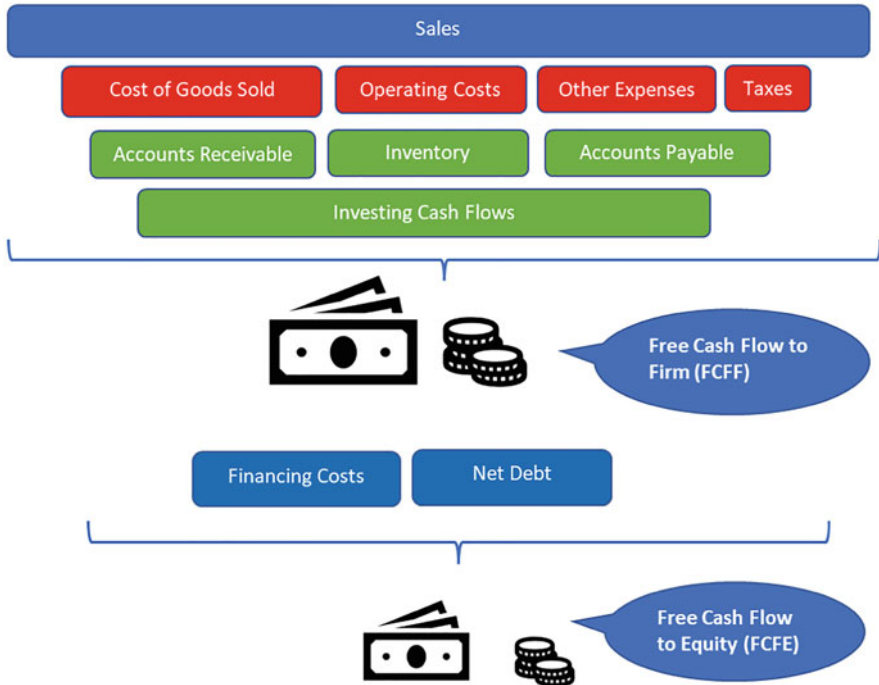 Sales
Cost of Goods Sold
Operating Costs
Other Expenses
Taxes
Accounts Receivable
Inventory
Accounts Payable
Investing Cash Flows
Free Cash Flow to
Firm (FCFF)
Financing Costs
Net Debt
Free Cash Flow
to Equity (FCFE)